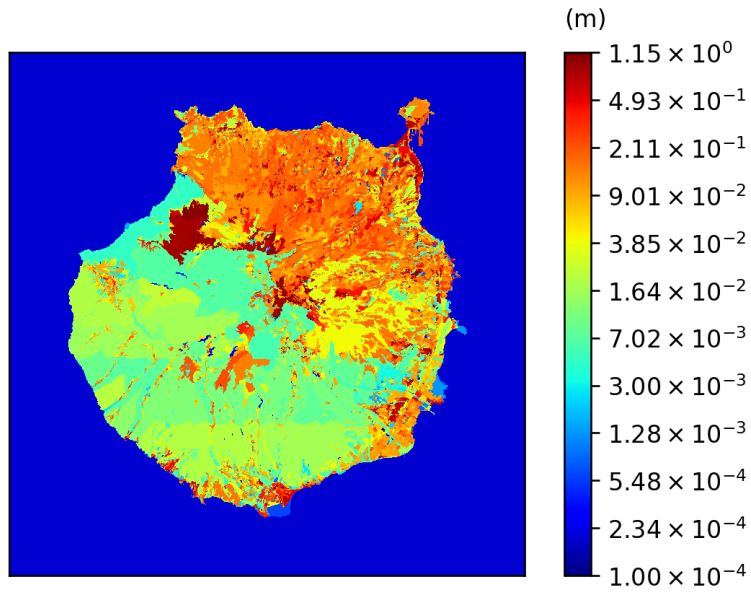 (m)
1.15 × 10⁰
4.93 × 10⁻¹
2.11 × 10⁻¹
9.01 × 10⁻²
3.85 × 10⁻²
1.64 × 10⁻²
7.02 × 10⁻³
3.00 × 10⁻³
1.28 × 10⁻³
5.48 × 10⁻⁴
2.34 × 10⁻⁴
1.00 × 10⁻⁴